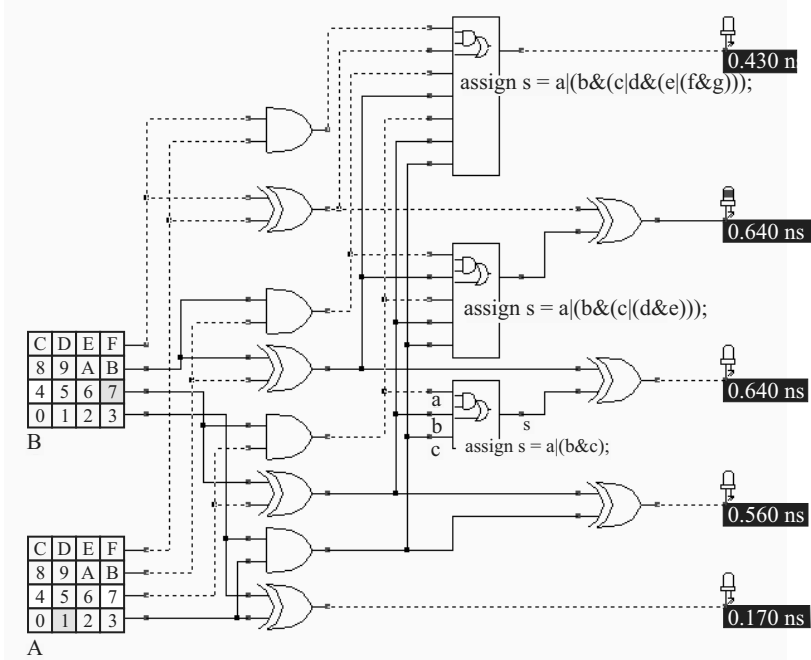 0.430 ns
assign s = a|(b&(c|d&(e|(f&g)));
0.640 ns
assign s = a|(b&(c|(d&e)));
C D E F
8 9 A B
4 5 6 7
0 1 2 3
B
0.640 ns
a
b
s
c
assign s = a|(b&c);
0.560 ns
C D E F
8 9 A B
4 5 6 7
0 1 2 3
A
0.170 ns